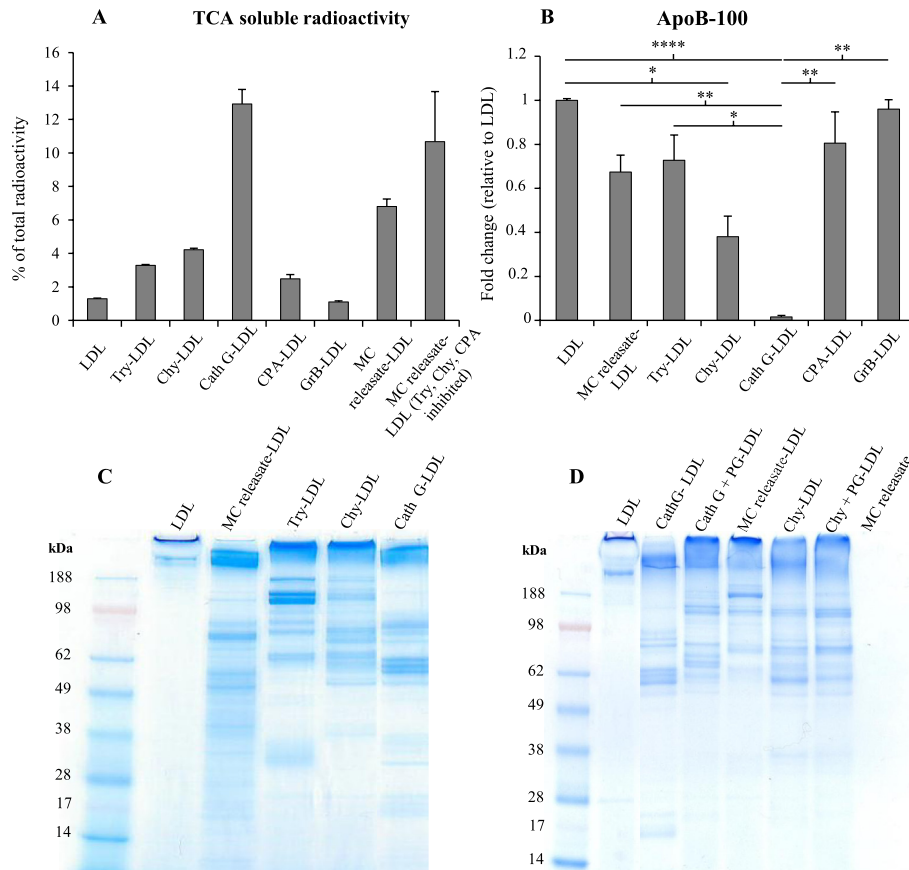 A TCA soluble radioactivity
% of total radioactivity
16
14
12
10
8
6
4
2
0
LDL
Try-LDL
Chy-LDL
Cath G-LDL
CPA-LDL
GrB-LDL
MC
releasate-LDL
MC releasate-
LDL (Try, Chy, CPA
inhibited)
B ApoB-100
Fold change (relative to LDL)
1.2
1
0.8
0.6
0.4
0.2
0
****
**
*
**
**
*
LDL
MC releasate-
LDL
Try-LDL
Chy-LDL
Cath G-LDL
CPA-LDL
GrB-LDL
C
LDL
MC releasate-LDL
Try-LDL
Chy-LDL
Cath G-LDL
kDa
188
98
62
49
38
28
17
14
D
LDL
CathG- LDL
Cath G + PG-LDL
MC releasate-LDL
Chy-LDL
Chy + PG-LDL
MC releasate
kDa
188
98
62
49
38
28
17
14